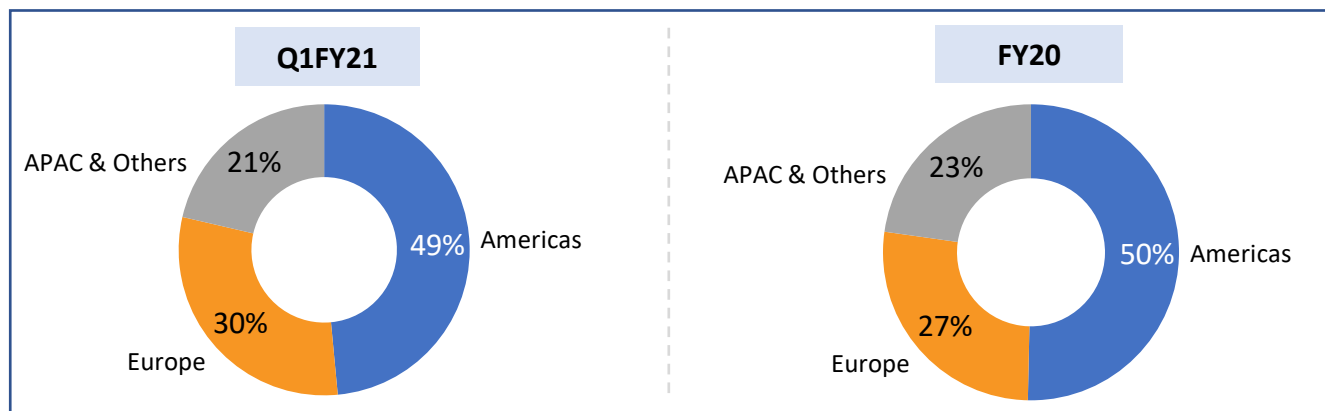 Q1FY21
APAC & Others
21%
49%
Americas
30%
Europe
FY20
APAC & Others
23%
50%
Americas
27%
Europe